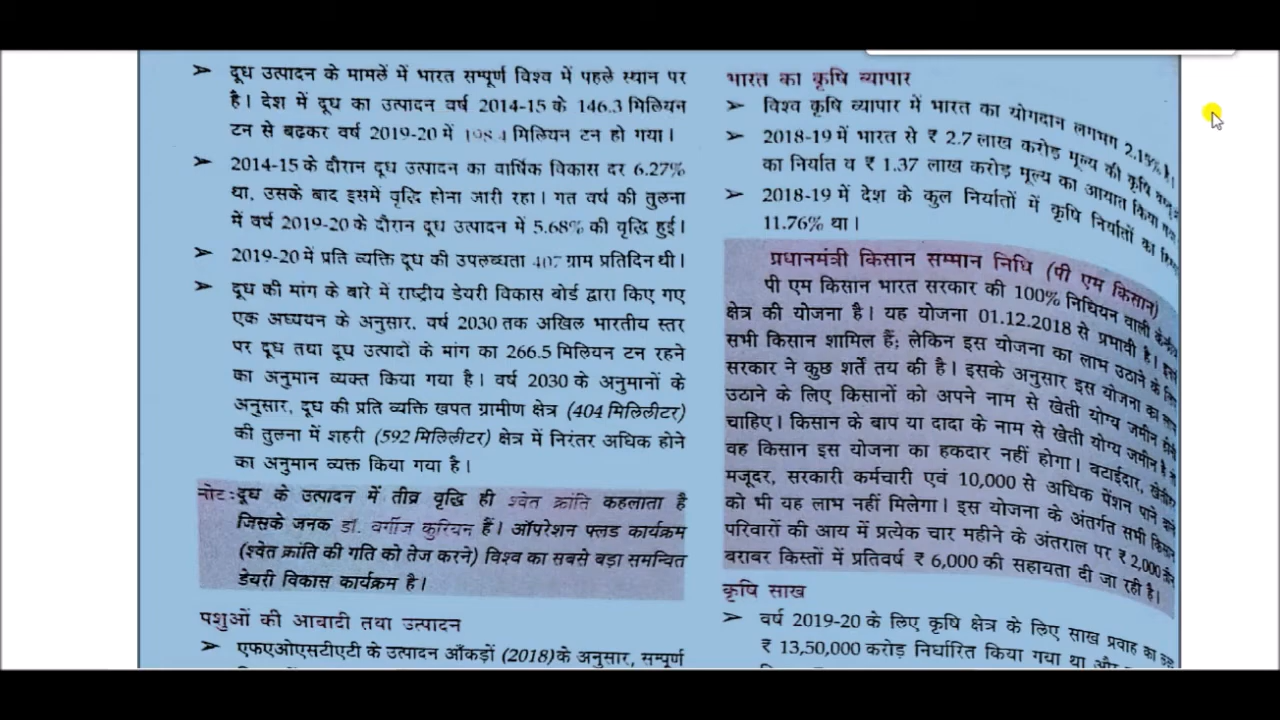 ➢ दूध उत्पादन के मामलें में भारत सम्पूर्ण विश्व में पहले स्थान पर
है। देश में दूध का उत्पादन वर्ष 2014-15 के 146.3 मिलियन
टन से बढ़कर वर्ष 2019-20 में 198.4 मिलियन टन हो गया।
➢ 2014-15 के दौरान दूध उत्पादन का वार्षिक विकास दर 6.27%
था, उसके बाद इसमें वृद्धि होना जारी रहा। गत वर्ष की तुलना
में वर्ष 2019-20 के दौरान दूध उत्पादन में 5.68% की वृद्धि हुई।
➢ 2019-20 में प्रति व्यक्ति दूध की उपलब्धता 407 ग्राम प्रतिदिन थी।
➢ दूध की मांग के बारे में राष्ट्रीय डेयरी विकास बोर्ड द्वारा किए गए
एक अध्ययन के अनुसार, वर्ष 2030 तक अखिल भारतीय स्तर
पर दूध तथा दूध उत्पादों के मांग का 266.5 मिलियन टन रहने
का अनुमान व्यक्त किया गया है। वर्ष 2030 के अनुमानों के
अनुसार, दूध की प्रति व्यक्ति खपत ग्रामीण क्षेत्र (404 मिलिलीटर)
की तुलना में शहरी (592 मिलिलीटर) क्षेत्र में निरंतर अधिक होने
का अनुमान व्यक्त किया गया है।
नोट:दूध के उत्पादन में तीव्र वृद्धि ही श्वेत क्रांति कहलाता है
जिसके जनक डॉ. वर्गीज कुरियन हैं। ऑपरेशन फ्लड कार्यक्रम
(श्वेत क्रांति की गति को तेज करने) विश्व का सबसे बड़ा समन्वित
डेयरी विकास कार्यक्रम है।
पशुओं की आबादी तथा उत्पादन
➢ एफएओएसटीएटी के उत्पादन आँकड़ों (2018)के अनुसार, सम्पूर्ण
भारत का कृषि व्यापार
➢ विश्व कृषि व्यापार में भारत का योगदान लगभग 2.15% है।
➢ 2018-19 में भारत से ₹ 2.7 लाख करोड़ मूल्य की कृषि
का निर्यात व ₹ 1.37 लाख करोड़ मूल्य का आयात किया गया
➢ 2018-19 में देश के कुल निर्यातों में कृषि निर्यातों का
11.76% था।
प्रधानमंत्री किसान सम्मान निधि (पी एम किसान)
पी एम किसान भारत सरकार की 100% निधियन वाली
क्षेत्र की योजना है। यह योजना 01.12.2018 से प्रभावी है।
सभी किसान शामिल हैं; लेकिन इस योजना का लाभ उठाने के लिए
सरकार ने कुछ शर्ते तय की है। इसके अनुसार इस योजना का लाभ
उठाने के लिए किसानों को अपने नाम से खेती योग्य जमीन होनी
चाहिए। किसान के बाप या दादा के नाम से खेती योग्य जमीन है तो
वह किसान इस योजना का हकदार नहीं होगा। बटाईदार,
मजूदर, सरकारी कर्मचारी एवं 10,000 से अधिक पेंशन पाने वाले
को भी यह लाभ नहीं मिलेगा। इस योजना के अंतर्गत सभी किसान
परिवारों की आय में प्रत्येक चार महीने के अंतराल पर ₹ 2,000 तीन
बराबर किस्तों में प्रतिवर्ष ₹ 6,000 की सहायता दी जा रही है।
कृषि साख
➢ वर्ष 2019-20 के लिए कृषि क्षेत्र के लिए साख प्रवाह का
₹ 13,50,000 करोड़ निर्धारित किया गया था और